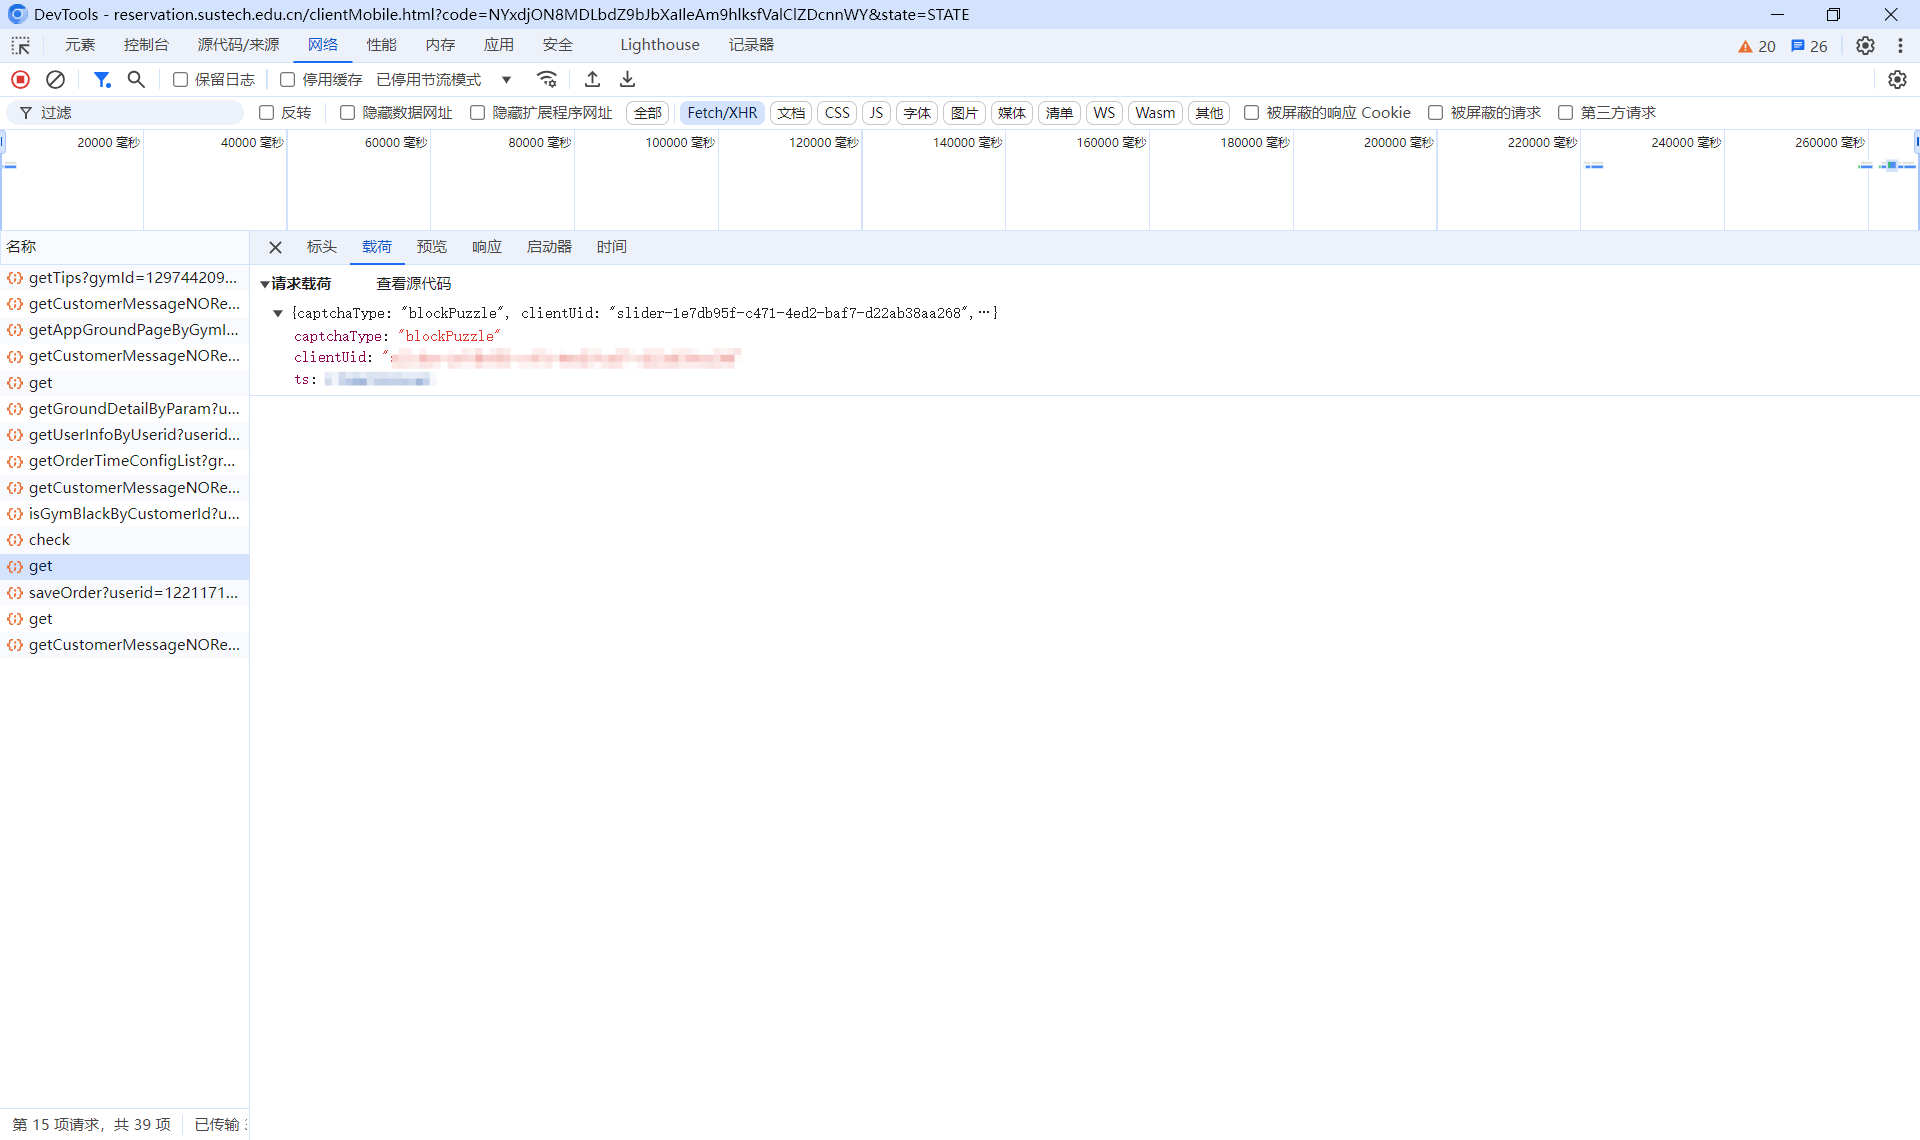 DevTools - reservation.sustech.edu.cn/clientMobile.html?code=NYxdjON8MDLbdZ9bJbXaIleAm9hlksfValClZDcnnWY&state=STATE
元素 控制台 源代码/来源 网络 性能 内存 应用 安全 Lighthouse 记录器 20 26
保留日志 停用缓存 已停用节流模式
过滤 反转 隐藏数据网址 隐藏扩展程序网址 全部 Fetch/XHR 文档 CSS JS 字体 图片 媒体 清单 WS Wasm 其他 被屏蔽的响应 Cookie 被屏蔽的请求 第三方请求
20000 毫秒 40000 毫秒 60000 毫秒 80000 毫秒 100000 毫秒 120000 毫秒 140000 毫秒 160000 毫秒 180000 毫秒 200000 毫秒 220000 毫秒 240000 毫秒 260000 毫秒
名称
getTips?gymId=129744209...
getCustomerMessageNORe...
getAppGroundPageByGymI...
getCustomerMessageNORe...
get
getGroundDetailByParam?u...
getUserInfoByUserid?userid...
getOrderTimeConfigList?gr...
getCustomerMessageNORe...
isGymBlackByCustomerId?u...
check
get
saveOrder?userid=1221171...
get
getCustomerMessageNORe...
标头 载荷 预览 响应 启动器 时间
请求载荷 查看源代码
{captchaType: "blockPuzzle", clientUid: "slider-1e7db95f-c471-4ed2-baf7-d22ab38aa268",…}
captchaType: "blockPuzzle"
clientUid: "
ts:
第 15 项请求，共 39 项 已传输